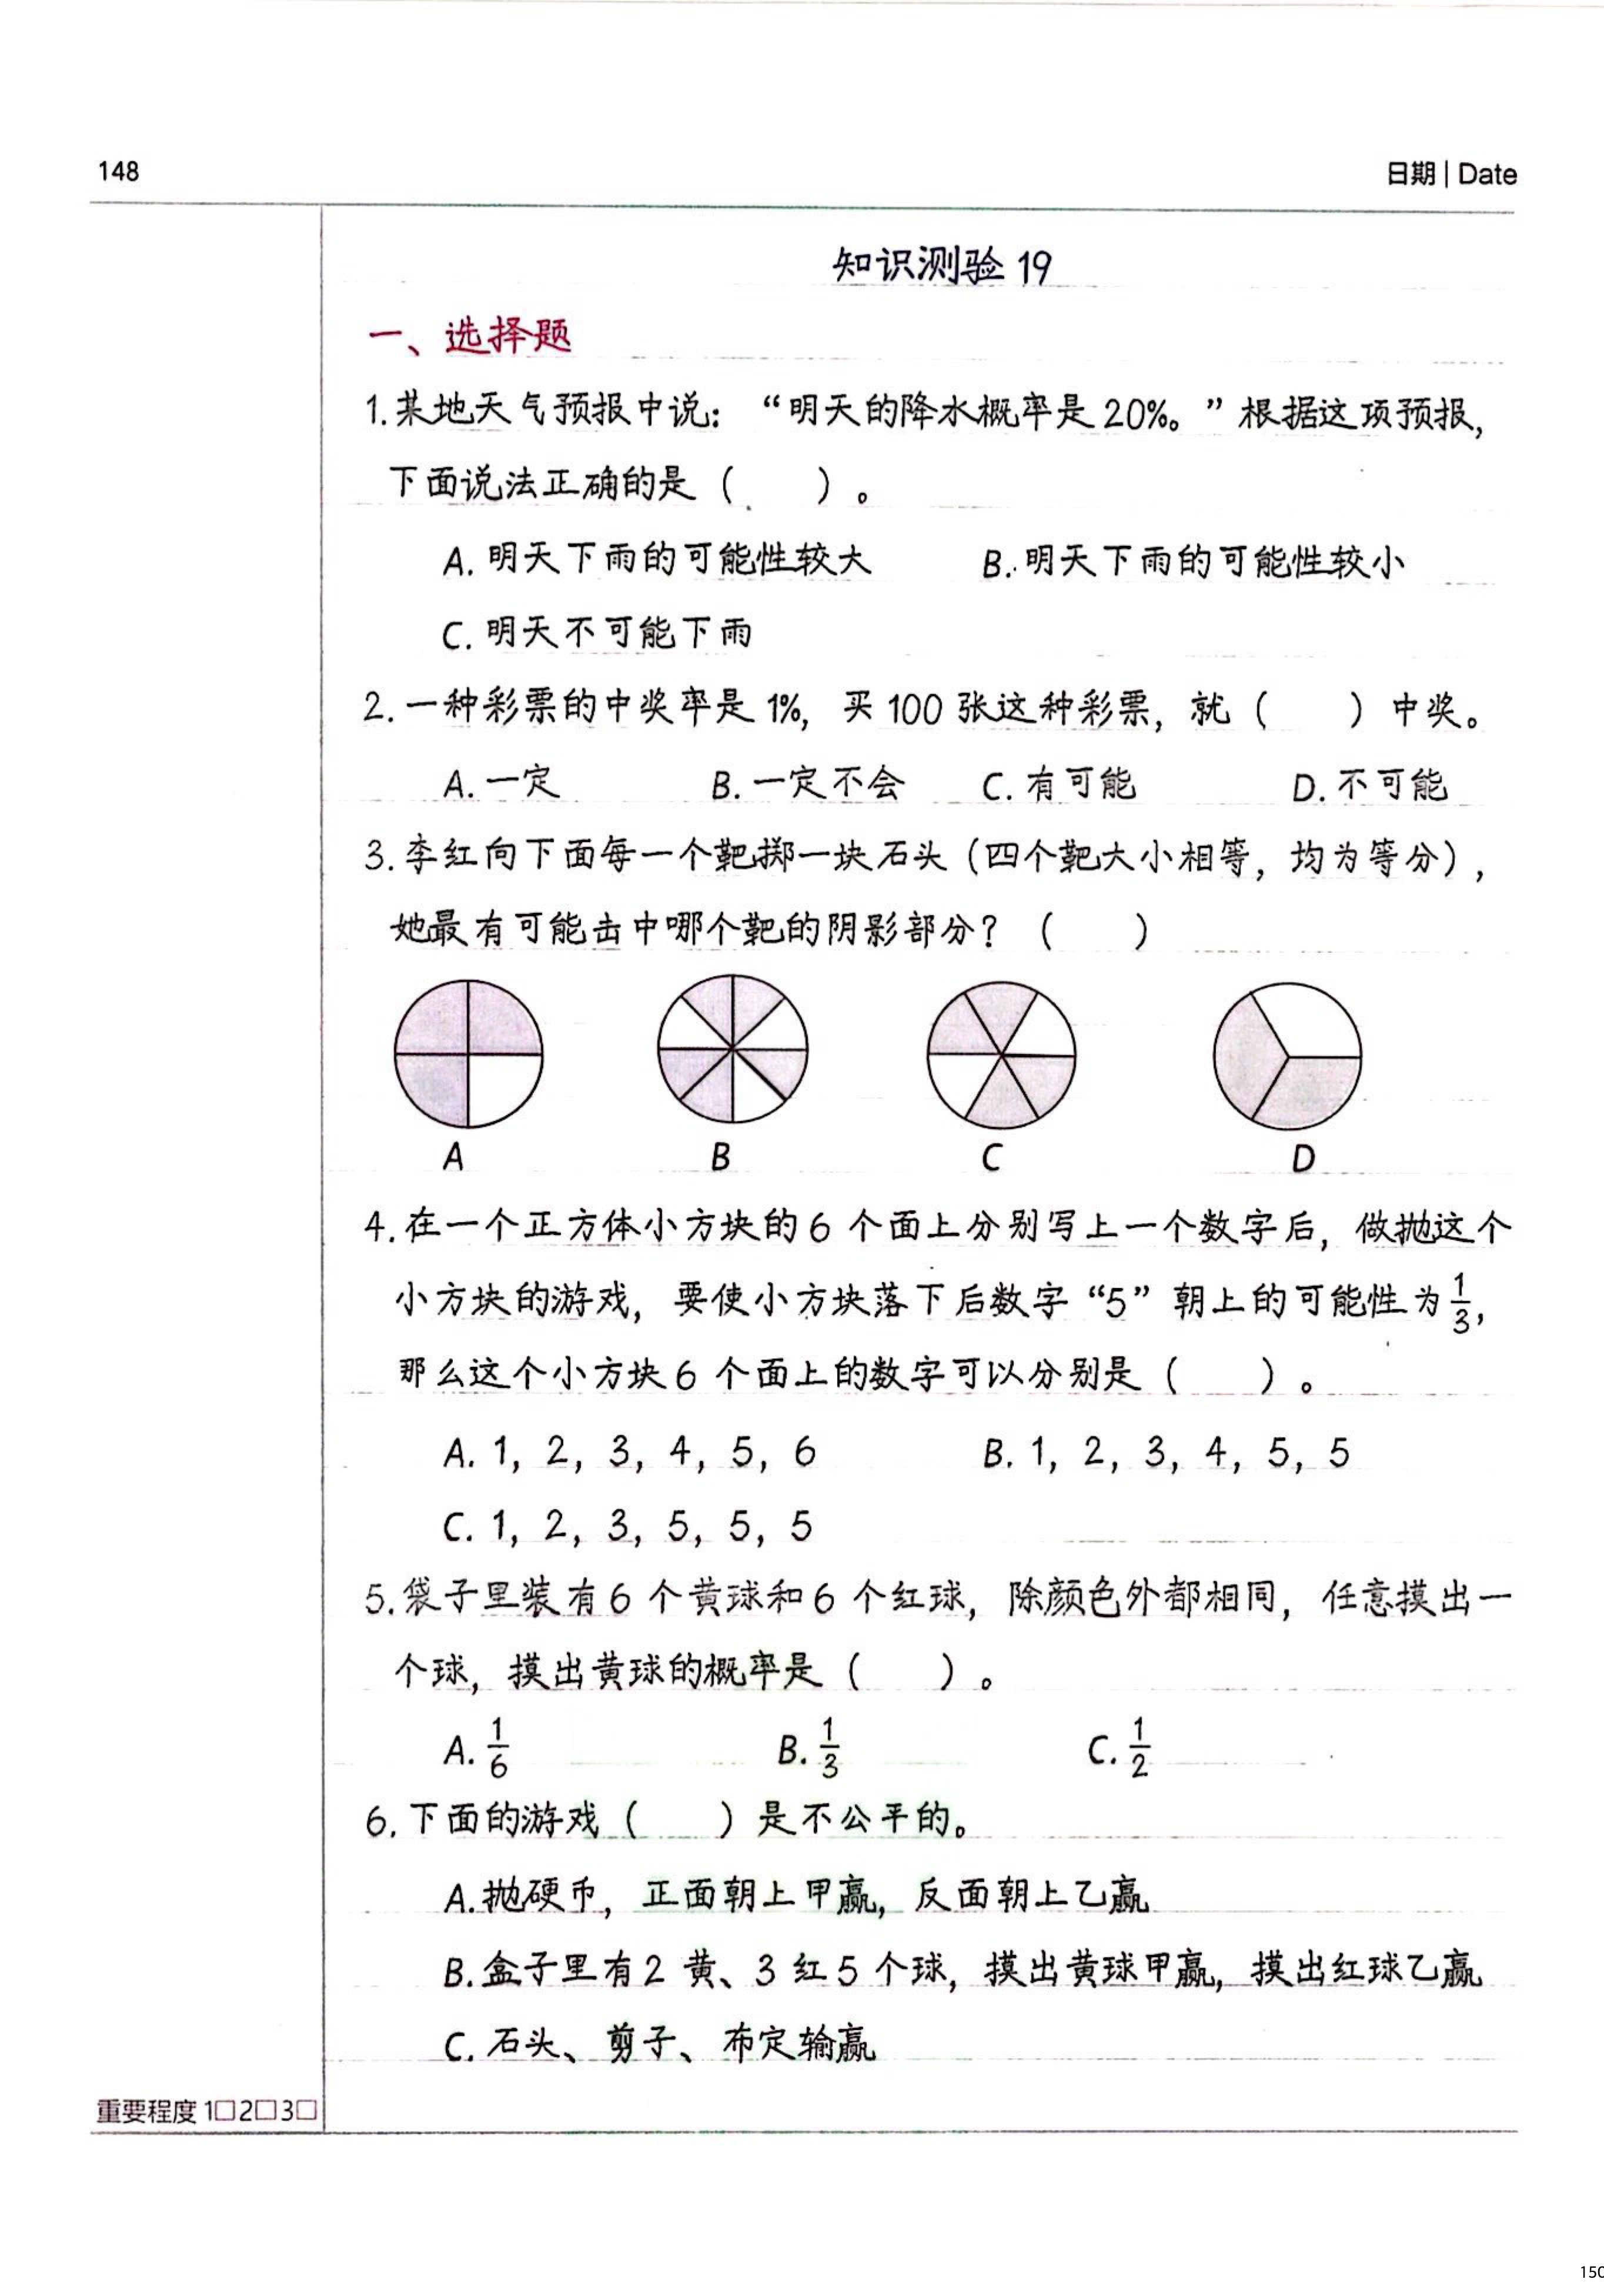 148
日期 | Date
知识测验 19
一、选择题
1. 某地天气预报中说：“明天的降水概率是20%。”根据这项预报，
下面说法正确的是（　　）。
A. 明天下雨的可能性较大　　B. 明天下雨的可能性较小
C. 明天不可能下雨
2. 一种彩票的中奖率是1%，买100张这种彩票，就（　　）中奖。
A. 一定　　B. 一定不会　　C. 有可能　　D. 不可能
3. 李红向下面每一个靶掷一块石头（四个靶大小相等，均为等分），
她最有可能击中哪个靶的阴影部分？（　　）
A　　B　　C　　D
4. 在一个正方体小方块的6个面上分别写上一个数字后，做抛这个
小方块的游戏，要使小方块落下后数字“5”朝上的可能性为1/3，
那么这个小方块6个面上的数字可以分别是（　　）。
A. 1，2，3，4，5，6　　B. 1，2，3，4，5，5
C. 1，2，3，5，5，5
5. 袋子里装有6个黄球和6个红球，除颜色外都相同，任意摸出一
个球，摸出黄球的概率是（　　）。
A. 1/6　　B. 1/3　　C. 1/2
6. 下面的游戏（　　）是不公平的。
A. 抛硬币，正面朝上甲赢，反面朝上乙赢
B. 盒子里有2黄、3红5个球，摸出黄球甲赢，摸出红球乙赢
C. 石头、剪子、布定输赢
重要程度 1□2□3□
150